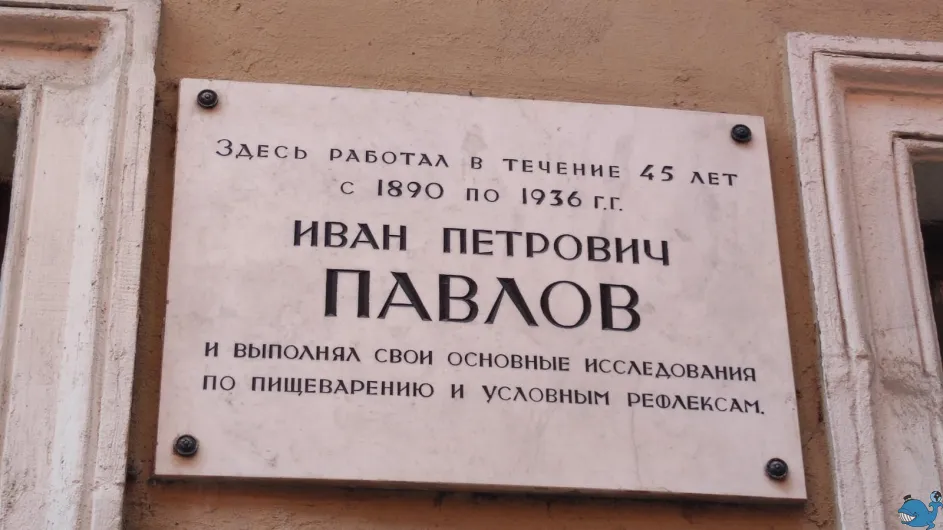 Здесь работал в течение 45 лет
с 1890 по 1936 г.г.
ИВАН ПЕТРОВИЧ
ПАВЛОВ
и выполнял свои основные исследования
по пищеварению и условным рефлексам.